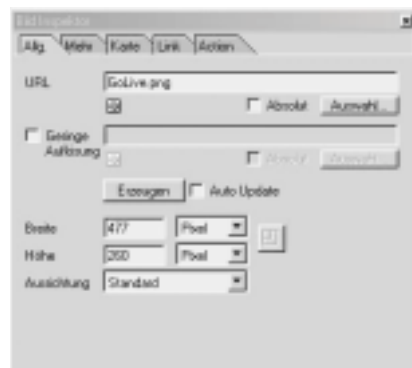 Bild Inspektor
Allg. Mehr Karte Link Action
URL GoLive.png
Absolut Auswahl...
Geringe
Auflösung
Absolut Auswahl...
Erzeugen Auto Update
Breite 477 Pixel
Höhe 260 Pixel
Ausrichtung Standard